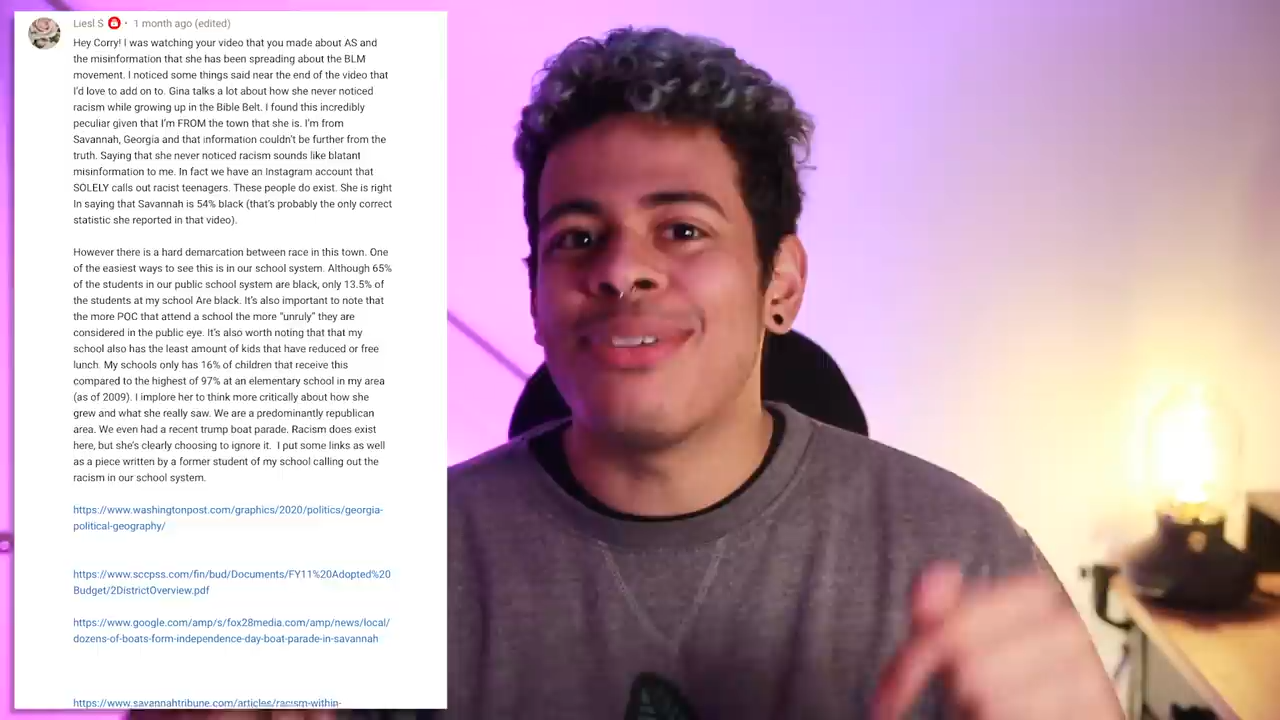 Liesl S · 1 month ago (edited)
Hey Corry! I was watching your video that you made about AS and
the misinformation that she has been spreading about the BLM
movement. I noticed some things said near the end of the video that
I'd love to add on to. Gina talks a lot about how she never noticed
racism while growing up in the Bible Belt. I found this incredibly
peculiar given that I'm FROM the town that she is. I'm from
Savannah, Georgia and that information couldn't be further from the
truth. Saying that she never noticed racism sounds like blatant
misinformation to me. In fact we have an Instagram account that
SOLELY calls out racist teenagers. These people do exist. She is right
In saying that Savannah is 54% black (that's probably the only correct
statistic she reported in that video).
However there is a hard demarcation between race in this town. One
of the easiest ways to see this is in our school system. Although 65%
of the students in our public school system are black, only 13.5% of
the students at my school Are black. It's also important to note that
the more POC that attend a school the more "unruly" they are
considered in the public eye. It's also worth noting that that my
school also has the least amount of kids that have reduced or free
lunch. My schools only has 16% of children that receive this
compared to the highest of 97% at an elementary school in my area
(as of 2009). I implore her to think more critically about how she
grew and what she really saw. We are a predominantly republican
area. We even had a recent trump boat parade. Racism does exist
here, but she's clearly choosing to ignore it. I put some links as well
as a piece written by a former student of my school calling out the
racism in our school system.
https://www.washingtonpost.com/graphics/2020/politics/georgia-
political-geography/
https://www.sccpss.com/fin/bud/Documents/FY11%20Adopted%20
Budget/2DistrictOverview.pdf
https://www.google.com/amp/s/fox28media.com/amp/news/local/
dozens-of-boats-form-independence-day-boat-parade-in-savannah
https://www.savannahtribune.com/articles/racism-within-